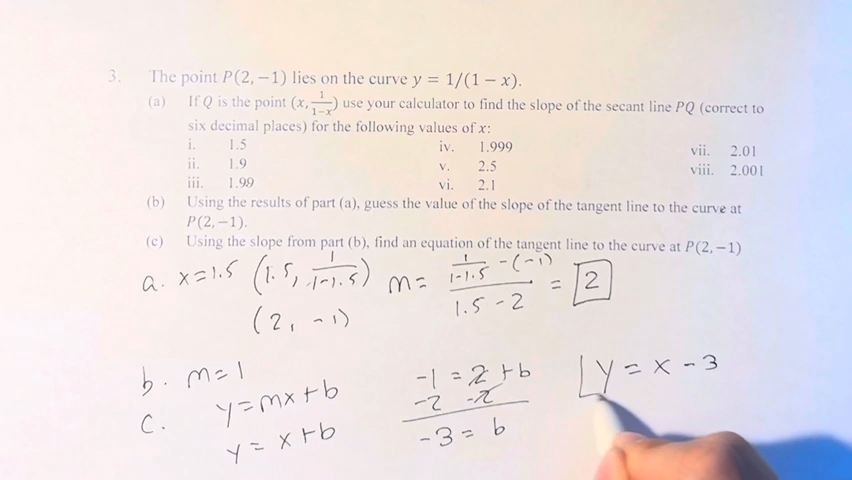 3. The point P(2, −1) lies on the curve y = 1/(1 − x).
(a) If Q is the point (x, 1/(1−x)) use your calculator to find the slope of the secant line PQ (correct to
six decimal places) for the following values of x:
i. 1.5 iv. 1.999 vii. 2.01
ii. 1.9 v. 2.5 viii. 2.001
iii. 1.99 vi. 2.1
(b) Using the results of part (a), guess the value of the slope of the tangent line to the curve at
P(2, −1).
(c) Using the slope from part (b), find an equation of the tangent line to the curve at P(2, −1)
a. x=1.5 (1.5, 1/(1-1.5)) m = (1/(1-1.5) - (-1))/(1.5 - 2) = 2
(2, -1)
b. m=1
c. y=mx+b
y = x+b
-1 = 2 + b
-2 -2
-3 = b
y = x - 3